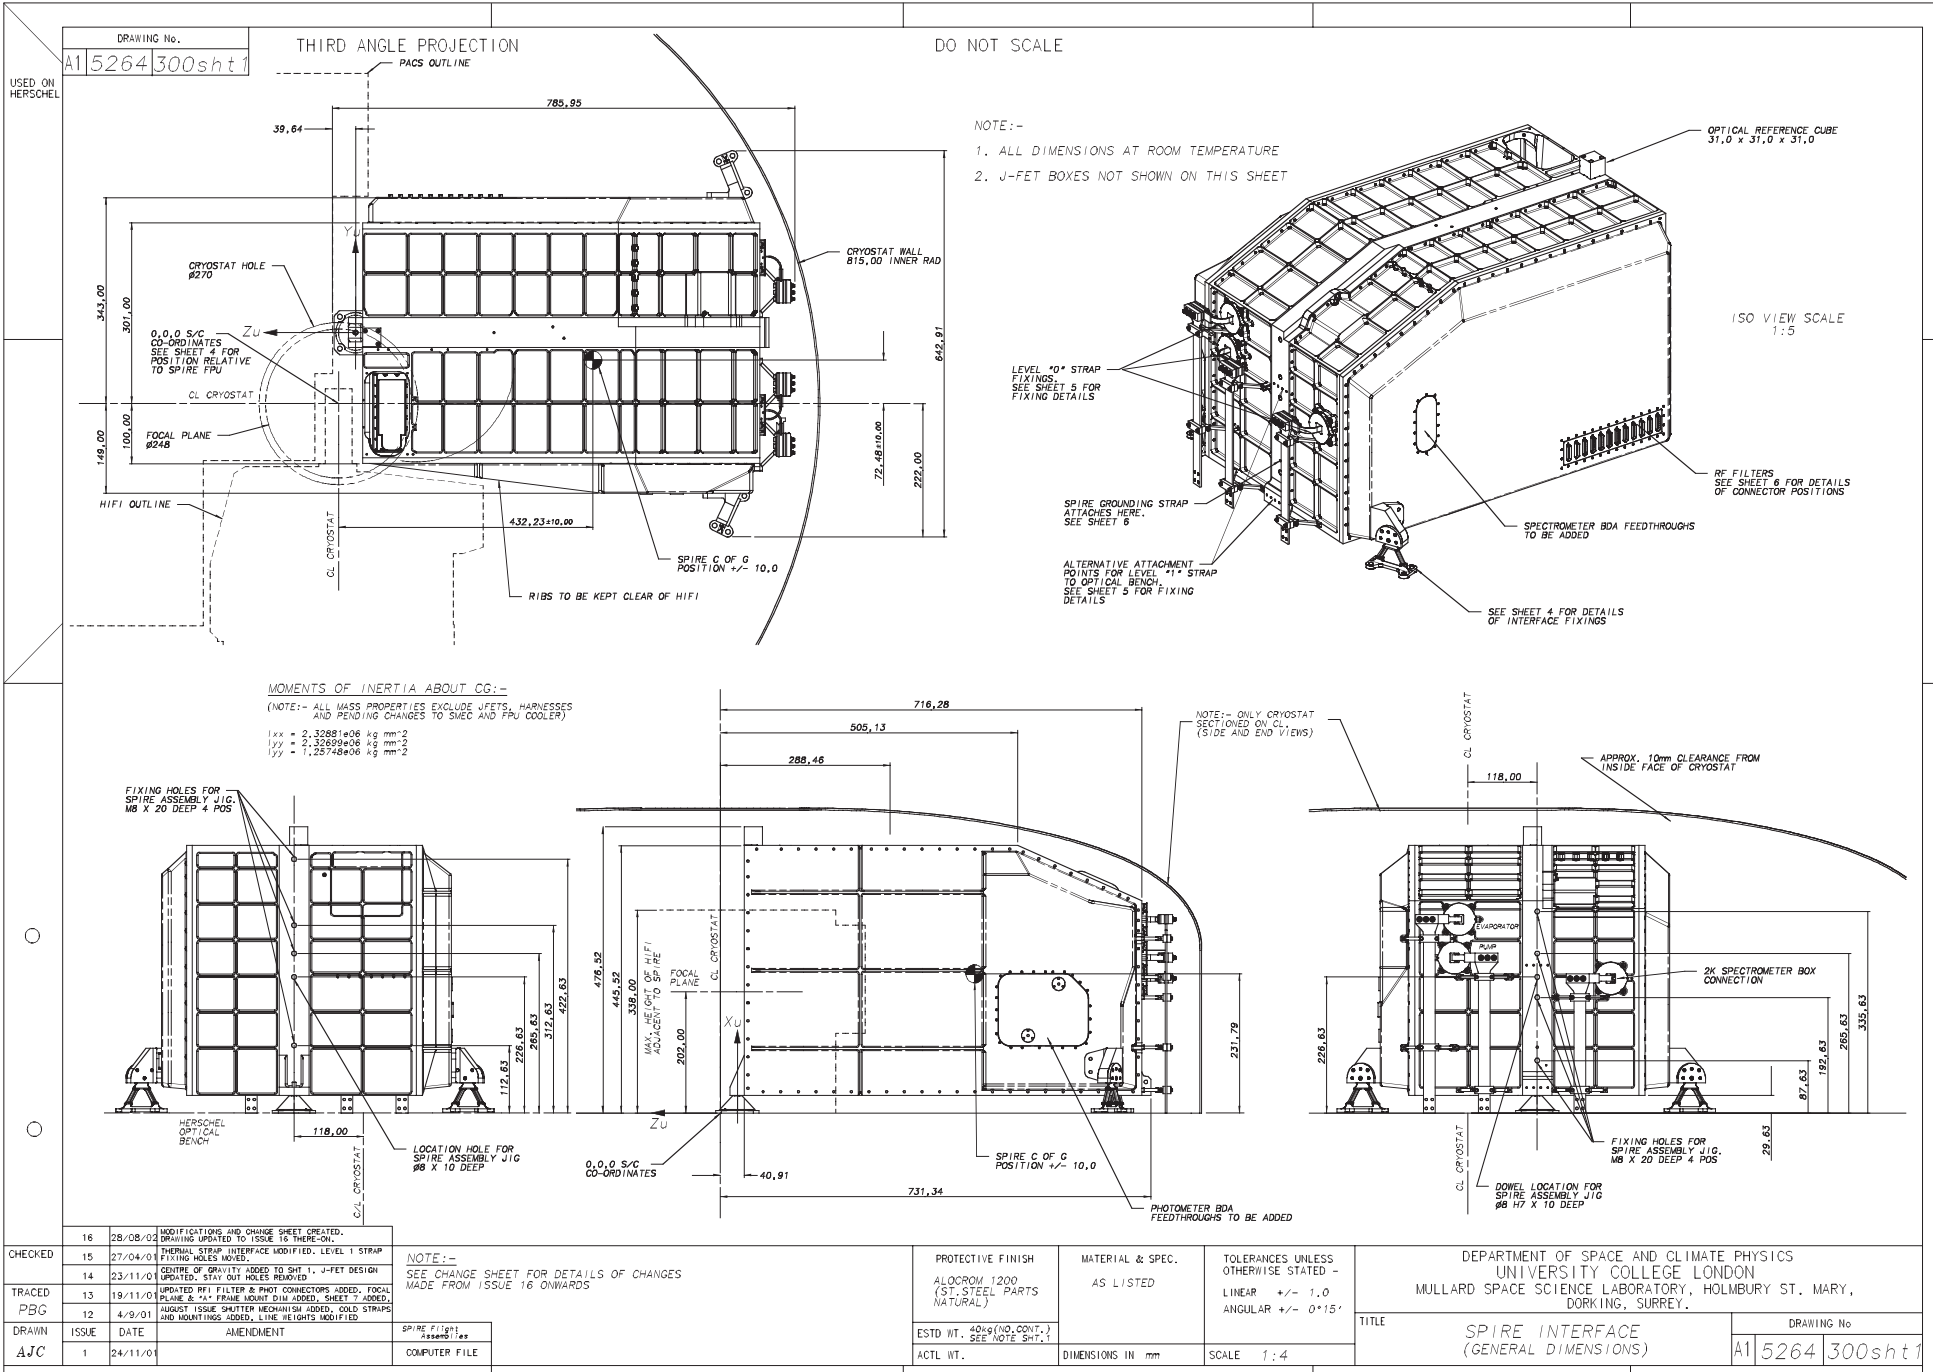 DRAWING No.
A1 5264 300sht1
THIRD ANGLE PROJECTION
DO NOT SCALE
USED ON
HERSCHEL
PACS OUTLINE
785,95
39,64
NOTE:-
1. ALL DIMENSIONS AT ROOM TEMPERATURE
2. J-FET BOXES NOT SHOWN ON THIS SHEET
OPTICAL REFERENCE CUBE
31,0 x 31,0 x 31,0
Yu
CRYOSTAT HOLE
Ø270
CRYOSTAT WALL
815,00 INNER RAD
343,00
301,00
Zu
0,0,0 S/C
CO-ORDINATES
SEE SHEET 4 FOR
POSITION RELATIVE
TO SPIRE FPU
642,91
ISO VIEW SCALE
1:5
LEVEL "0" STRAP
FIXINGS.
SEE SHEET 5 FOR
FIXING DETAILS
CL CRYOSTAT
FOCAL PLANE
Ø248
149,00
100,00
72,48±10,00
222,00
HIFI OUTLINE
432,23±10,00
CL CRYOSTAT
SPIRE C OF G
POSITION +/- 10,0
RIBS TO BE KEPT CLEAR OF HIFI
RF FILTERS
SEE SHEET 6 FOR DETAILS
OF CONNECTOR POSITIONS
SPIRE GROUNDING STRAP
ATTACHES HERE.
SEE SHEET 6
SPECTROMETER BDA FEEDTHROUGHS
TO BE ADDED
ALTERNATIVE ATTACHMENT
POINTS FOR LEVEL "1" STRAP
TO OPTICAL BENCH.
SEE SHEET 5 FOR FIXING
DETAILS
SEE SHEET 4 FOR DETAILS
OF INTERFACE FIXINGS
MOMENTS OF INERTIA ABOUT CG:-
(NOTE:- ALL MASS PROPERTIES EXCLUDE JFETS, HARNESSES
AND PENDING CHANGES TO SMEC AND FPU COOLER)
Ixx = 2.32881e06 kg mm^2
Iyy = 2.32699e06 kg mm^2
Iyy = 1.25748e06 kg mm^2
716,28
505,13
288,46
NOTE:- ONLY CRYOSTAT
SECTIONED ON CL.
(SIDE AND END VIEWS)
CL CRYOSTAT
118,00
APPROX. 10mm CLEARANCE FROM
INSIDE FACE OF CRYOSTAT
FIXING HOLES FOR
SPIRE ASSEMBLY JIG.
M8 X 20 DEEP 4 POS
112,63
226,63
265,63
312,63
422,63
476,52
445,52
338,00
MAX. HEIGHT OF HIFI
ADJACENT TO SPIRE
202,00
FOCAL
PLANE
CL CRYOSTAT
Xu
Zu
231,79
EVAPORATOR
PUMP
2K SPECTROMETER BOX
CONNECTION
226,63
87,63
192,63
265,63
335,63
29,63
HERSCHEL
OPTICAL
BENCH
118,00
LOCATION HOLE FOR
SPIRE ASSEMBLY JIG
Ø8 X 10 DEEP
C/L CRYOSTAT
0,0,0 S/C
CO-ORDINATES
40,91
731,34
SPIRE C OF G
POSITION +/- 10,0
PHOTOMETER BDA
FEEDTHROUGHS TO BE ADDED
CL CRYOSTAT
FIXING HOLES FOR
SPIRE ASSEMBLY JIG.
M8 X 20 DEEP 4 POS
DOWEL LOCATION FOR
SPIRE ASSEMBLY JIG
Ø8 H7 X 10 DEEP
16 28/08/02 MODIFICATIONS AND CHANGE SHEET CREATED.
DRAWING UPDATED TO ISSUE 16 THERE-ON.
15 27/04/01 THERMAL STRAP INTERFACE MODIFIED. LEVEL 1 STRAP
FIXING HOLES MOVED.
14 23/11/01 CENTRE OF GRAVITY ADDED TO SHT 1, J-FET DESIGN
UPDATED. STAY OUT HOLES REMOVED
13 19/11/01 UPDATED RFI FILTER & PHOT CONNECTORS ADDED. FOCAL
PLANE & "A" FRAME MOUNT DIM ADDED, SHEET 7 ADDED.
12 4/9/01 AUGUST ISSUE SHUTTER MECHANISM ADDED, COLD STRAPS
AND MOUNTINGS ADDED, LINE WEIGHTS MODIFIED
ISSUE DATE AMENDMENT
1 24/11/01
CHECKED
TRACED
PBG
DRAWN
AJC
NOTE:-
SEE CHANGE SHEET FOR DETAILS OF CHANGES
MADE FROM ISSUE 16 ONWARDS
SPIRE Flight
Assemblies
COMPUTER FILE
PROTECTIVE FINISH
ALOCROM 1200
(ST.STEEL PARTS
NATURAL)
ESTD WT. 40kg(NO.CONT.)
SEE NOTE SHT.1
ACTL WT.
MATERIAL & SPEC.
AS LISTED
DIMENSIONS IN mm
TOLERANCES UNLESS
OTHERWISE STATED -
LINEAR +/- 1.0
ANGULAR +/- 0°15'
SCALE 1:4
DEPARTMENT OF SPACE AND CLIMATE PHYSICS
UNIVERSITY COLLEGE LONDON
MULLARD SPACE SCIENCE LABORATORY, HOLMBURY ST. MARY,
DORKING, SURREY.
TITLE
SPIRE INTERFACE
(GENERAL DIMENSIONS)
DRAWING No
A1 5264 300sht1